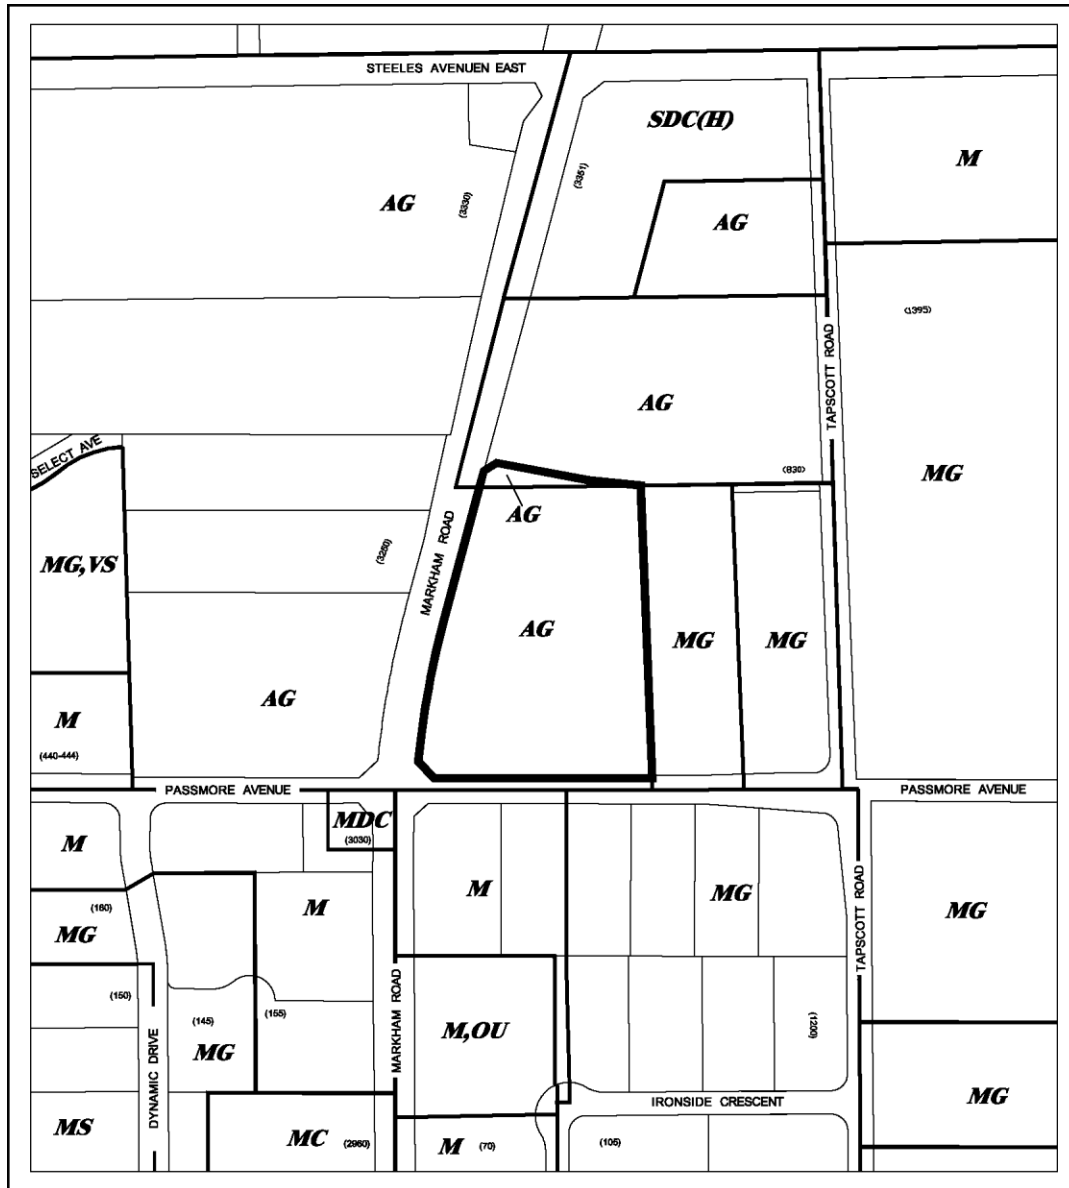 STEELES AVENUEN EAST
SDC(H)
M
(3351)
AG
(3330)
AG
(1395)
TAPSCOTT ROAD
AG
SELECT AVE
(830)
MG
AG
MARKHAM ROAD
(3250)
MG,VS
AG
MG
MG
AG
M
(440-444)
PASSMORE AVENUE
PASSMORE AVENUE
MDC
(3030)
M
M
MG
TAPSCOTT ROAD
M
(160)
MG
MG
(150)
(145)
(155)
MARKHAM ROAD
M,OU
(1200)
DYNAMIC DRIVE
MG
MG
IRONSIDE CRESCENT
MS
MC
(2960)
M
(70)
(105)